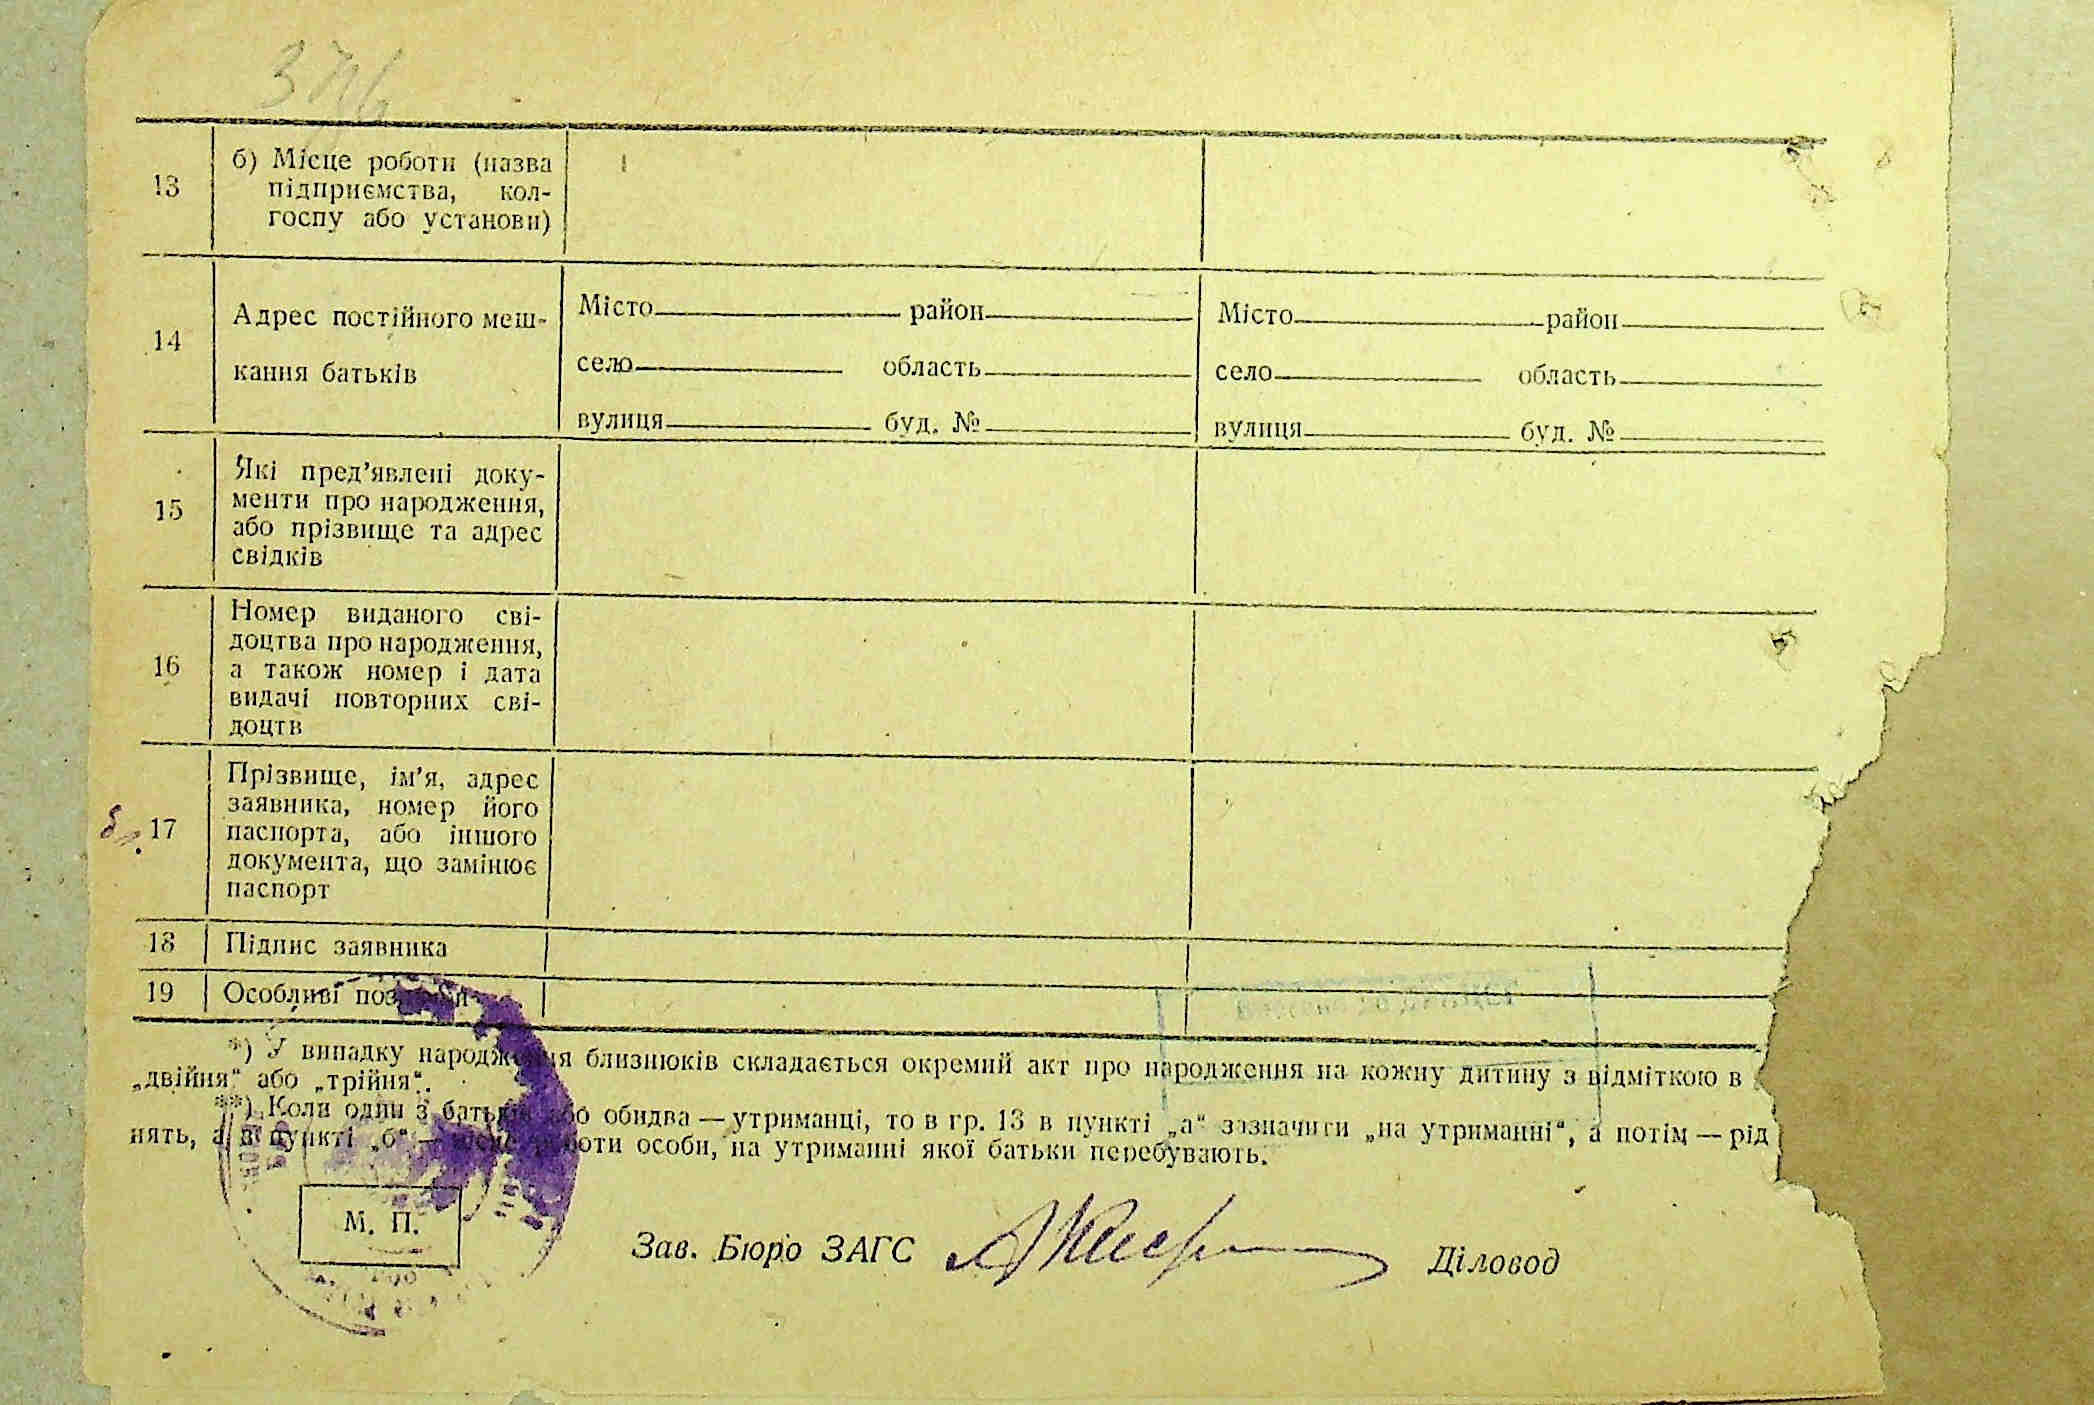 13
б) Місце роботи (назва
підприємства, кол-
госпу або установи)
14
Адрес постійного меш-
кання батьків
Місто район
село область
вулиця буд. №
Місто район
село область
вулиця буд. №
15
Які пред’явлені доку-
менти про народження,
або прізвище та адрес
свідків
16
Номер виданого сві-
доцтва про народження,
а також номер і дата
видачі повторних сві-
доцтв
17
Прізвище, ім’я, адрес
заявника, номер його
паспорта, або іншого
документа, що замінює
паспорт
18 Підпис заявника
19 Особливі
*) У випадку народження близнюків складається окремий акт про народження на кожну дитину з відміткою в
„двійня“ або „трійня“.
**) Коли один з батьків або обидва — утриманці, то в гр. 13 в пункті „а“ зазначити „на утриманні“, а потім — рід
нять, а в пункті „б“ — місце роботи особи, на утриманні якої батьки перебувають.
М. П.
Зав. Бюро ЗАГС Діловод